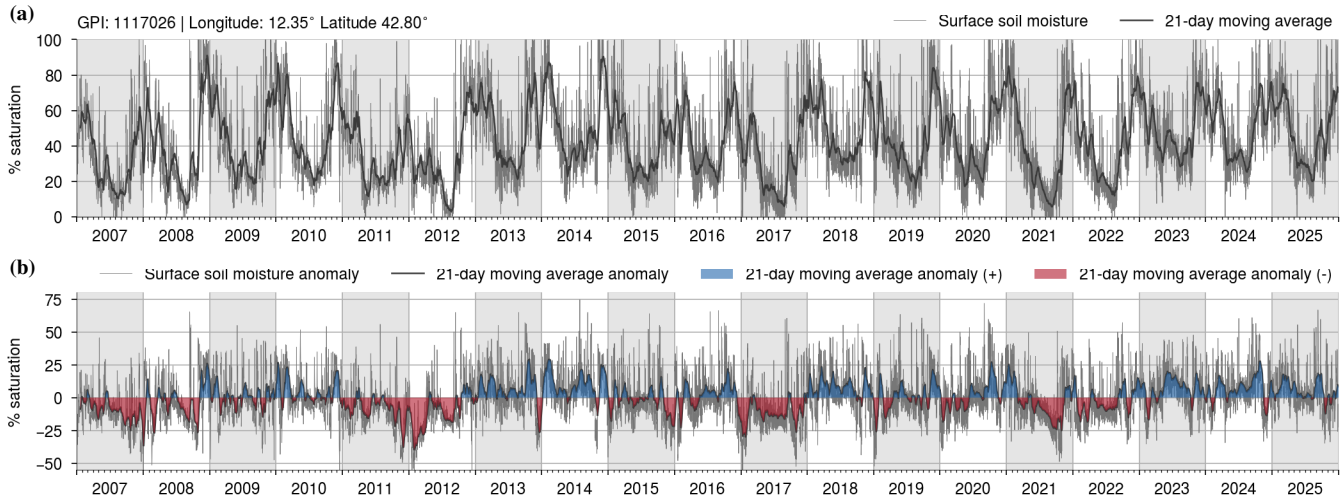 (a)
GPI: 1117026 | Longitude: 12.35° Latitude 42.80°
Surface soil moisture
21-day moving average
% saturation
100
80
60
40
20
0
2007 2008 2009 2010 2011 2012 2013 2014 2015 2016 2017 2018 2019 2020 2021 2022 2023 2024 2025
(b)
Surface soil moisture anomaly
21-day moving average anomaly
21-day moving average anomaly (+)
21-day moving average anomaly (-)
% saturation
75
50
25
0
−25
−50
2007 2008 2009 2010 2011 2012 2013 2014 2015 2016 2017 2018 2019 2020 2021 2022 2023 2024 2025